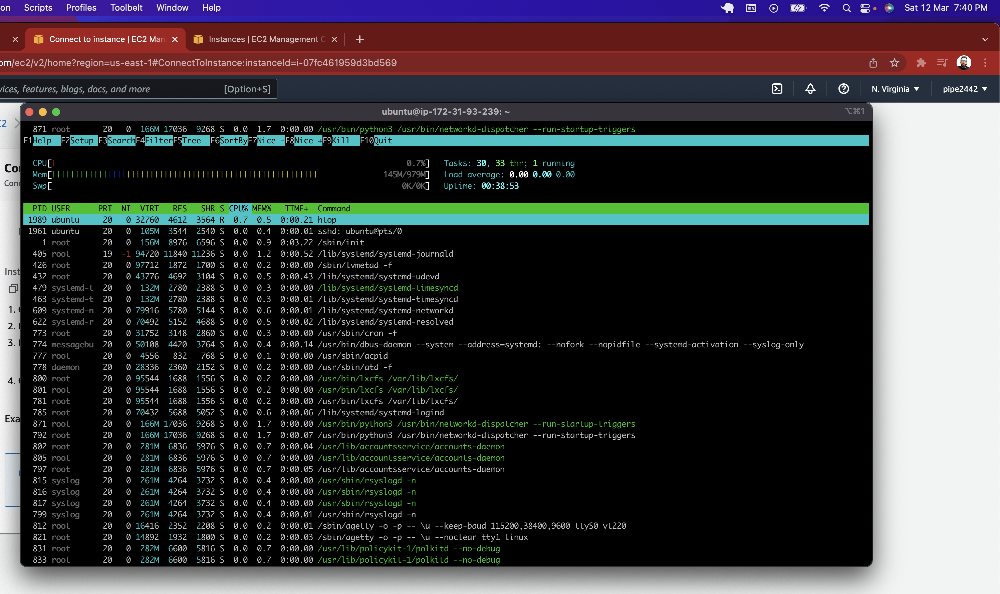 on Scripts Profiles Toolbelt Window Help Sat 12 Mar 7:40 PM
Connect to instance | EC2 Man Instances | EC2 Management C
om/ec2/v2/home?region=us-east-1#ConnectToInstance:instanceId=i-07fc461959d3bd569
vices, features, blogs, docs, and more [Option+S] N. Virginia ▼ pipe2442 ▼
ubuntu@ip-172-31-93-239: ~ ⌥⌘1
C2
871 root 20 0 166M 17036 9268 S 0.0 1.7 0:00.00 /usr/bin/python3 /usr/bin/networkd-dispatcher --run-startup-triggers
F1Help F2Setup F3SearchF4FilterF5Tree F6SortByF7Nice -F8Nice +F9Kill F10Quit
CPU[| 0.7%] Tasks: 30, 33 thr; 1 running
Mem[||||||||||||||||||||||||||||||||||||||||||||||||||||||||| 145M/979M] Load average: 0.00 0.00 0.00
Swp[ 0K/0K] Uptime: 00:38:53
PID USER PRI NI VIRT RES SHR S CPU% MEM% TIME+ Command
1989 ubuntu 20 0 32760 4612 3564 R 0.7 0.5 0:00.21 htop
1961 ubuntu 20 0 105M 3544 2540 S 0.0 0.4 0:00.01 sshd: ubuntu@pts/0
1 root 20 0 156M 8976 6596 S 0.0 0.9 0:03.22 /sbin/init
405 root 19 -1 94720 11840 11236 S 0.0 1.2 0:00.52 /lib/systemd/systemd-journald
426 root 20 0 97712 1872 1700 S 0.0 0.2 0:00.00 /sbin/lvmetad -f
432 root 20 0 43776 4692 3104 S 0.0 0.5 0:00.43 /lib/systemd/systemd-udevd
479 systemd-t 20 0 132M 2780 2388 S 0.0 0.3 0:00.00 /lib/systemd/systemd-timesyncd
463 systemd-t 20 0 132M 2780 2388 S 0.0 0.3 0:00.01 /lib/systemd/systemd-timesyncd
609 systemd-n 20 0 79916 5780 5144 S 0.0 0.6 0:00.01 /lib/systemd/systemd-networkd
622 systemd-r 20 0 70492 5152 4688 S 0.0 0.5 0:00.02 /lib/systemd/systemd-resolved
773 root 20 0 31752 3148 2860 S 0.0 0.3 0:00.00 /usr/sbin/cron -f
774 messagebu 20 0 50108 4420 3764 S 0.0 0.4 0:00.14 /usr/bin/dbus-daemon --system --address=systemd: --nofork --nopidfile --systemd-activation --syslog-only
777 root 20 0 4556 832 768 S 0.0 0.1 0:00.00 /usr/sbin/acpid
778 daemon 20 0 28336 2360 2152 S 0.0 0.2 0:00.00 /usr/sbin/atd -f
800 root 20 0 95544 1688 1556 S 0.0 0.2 0:00.00 /usr/bin/lxcfs /var/lib/lxcfs/
801 root 20 0 95544 1688 1556 S 0.0 0.2 0:00.00 /usr/bin/lxcfs /var/lib/lxcfs/
781 root 20 0 95544 1688 1556 S 0.0 0.2 0:00.00 /usr/bin/lxcfs /var/lib/lxcfs/
785 root 20 0 70432 5688 5052 S 0.0 0.6 0:00.06 /lib/systemd/systemd-logind
871 root 20 0 166M 17036 9268 S 0.0 1.7 0:00.00 /usr/bin/python3 /usr/bin/networkd-dispatcher --run-startup-triggers
792 root 20 0 166M 17036 9268 S 0.0 1.7 0:00.07 /usr/bin/python3 /usr/bin/networkd-dispatcher --run-startup-triggers
802 root 20 0 281M 6836 5976 S 0.0 0.7 0:00.04 /usr/lib/accountsservice/accounts-daemon
805 root 20 0 281M 6836 5976 S 0.0 0.7 0:00.00 /usr/lib/accountsservice/accounts-daemon
797 root 20 0 281M 6836 5976 S 0.0 0.7 0:00.05 /usr/lib/accountsservice/accounts-daemon
815 syslog 20 0 261M 4264 3732 S 0.0 0.4 0:00.00 /usr/sbin/rsyslogd -n
816 syslog 20 0 261M 4264 3732 S 0.0 0.4 0:00.00 /usr/sbin/rsyslogd -n
817 syslog 20 0 261M 4264 3732 S 0.0 0.4 0:00.00 /usr/sbin/rsyslogd -n
799 syslog 20 0 261M 4264 3732 S 0.0 0.4 0:00.01 /usr/sbin/rsyslogd -n
812 root 20 0 16416 2352 2208 S 0.0 0.2 0:00.01 /sbin/agetty -o -p -- \u --keep-baud 115200,38400,9600 ttyS0 vt220
821 root 20 0 14892 1932 1800 S 0.0 0.2 0:00.03 /sbin/agetty -o -p -- \u --noclear tty1 linux
831 root 20 0 282M 6600 5816 S 0.0 0.7 0:00.00 /usr/lib/policykit-1/polkitd --no-debug
833 root 20 0 282M 6600 5816 S 0.0 0.7 0:00.00 /usr/lib/policykit-1/polkitd --no-debug
Co
Con
Inst
1.
2.
3.
4.
Exa